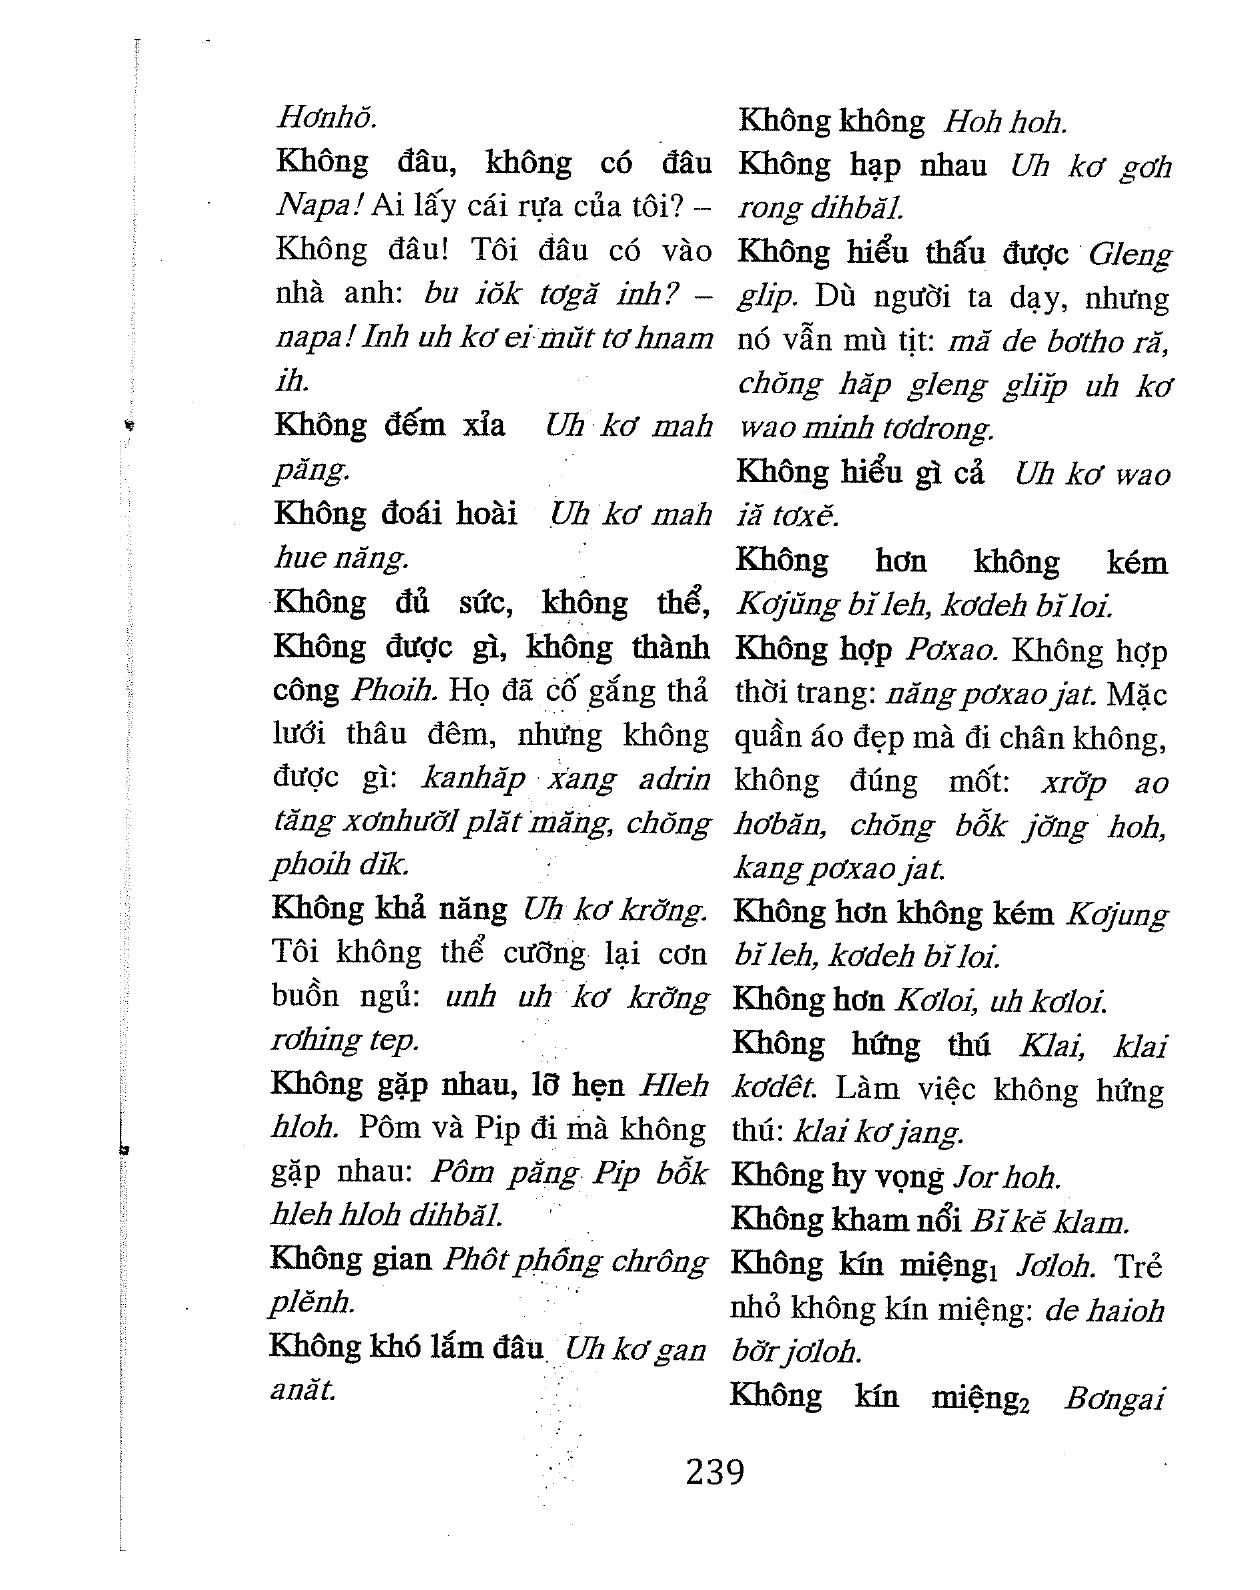 Hơnhŏ.
Không đâu, không có đâu
Napa! Ai lấy cái rựa của tôi? –
Không đâu! Tôi đâu có vào
nhà anh: bu iŏk tơgă inh? –
napa! Inh uh kơ ei mŭt tơ hnam
ih.
Không đếm xỉa Uh kơ mah
păng.
Không đoái hoài Uh kơ mah
hue năng.
Không đủ sức, không thể,
Không được gì, không thành
công Phoih. Họ đã cố gắng thả
lưới thâu đêm, nhưng không
được gì: kanhăp xang adrin
tăng xơnhuơ̆l plăt măng, chŏng
phoih dĭk.
Không khả năng Uh kơ krơ̆ng.
Tôi không thể cưỡng lại cơn
buồn ngủ: unh uh kơ krơ̆ng
rơhing tep.
Không gặp nhau, lỡ hẹn Hleh
hloh. Pôm và Pip đi mà không
gặp nhau: Pôm păng Pip bô̆k
hleh hloh dihbăl.
Không gian Phôt phông chrông
plĕnh.
Không khó lắm đâu Uh kơ gan
anăt.
Không không Hoh hoh.
Không hạp nhau Uh kơ gơh
rong dihbăl.
Không hiểu thấu được Gleng
glip. Dù người ta dạy, nhưng
nó vẫn mù tịt: mă de bơtho ră,
chŏng hăp gleng gliĭp uh kơ
wao minh tơdrong.
Không hiểu gì cả Uh kơ wao
iă tơxĕ.
Không hơn không kém
Kơjŭng bĭ leh, kơdeh bĭ loi.
Không hợp Pơxao. Không hợp
thời trang: năng pơxao jat. Mặc
quần áo đẹp mà đi chân không,
không đúng mốt: xrơ̆p ao
hơbăn, chŏng bô̆k jơ̆ng hoh,
kang pơxao jat.
Không hơn không kém Kơjung
bĭ leh, kơdeh bĭ loi.
Không hơn Kơloi, uh kơloi.
Không hứng thú Klai, klai
kơdêt. Làm việc không hứng
thú: klai kơ jang.
Không hy vọng Jor hoh.
Không kham nổi Bĭ kĕ klam.
Không kín miệng₁ Jơloh. Trẻ
nhỏ không kín miệng: de haioh
bơ̆r jơloh.
Không kín miệng₂ Bơngai
239